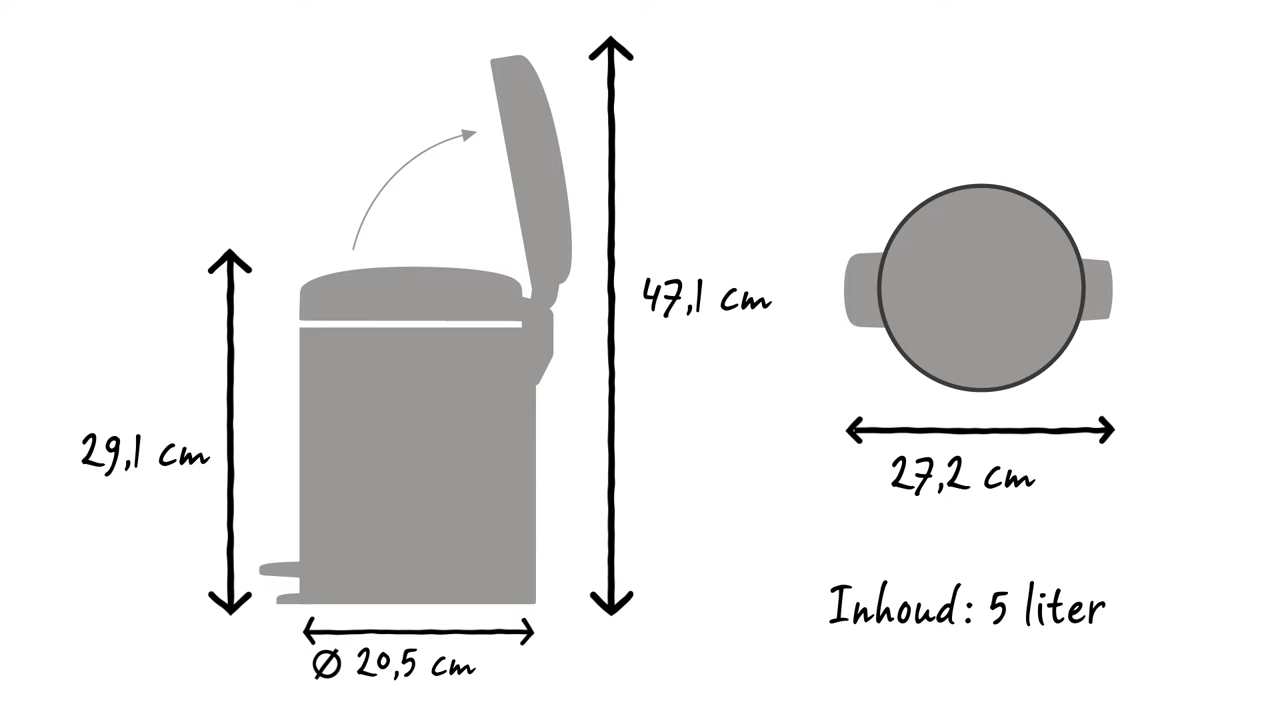 47,1 cm
29,1 cm
27,2 cm
Inhoud: 5 liter
Ø 20,5 cm